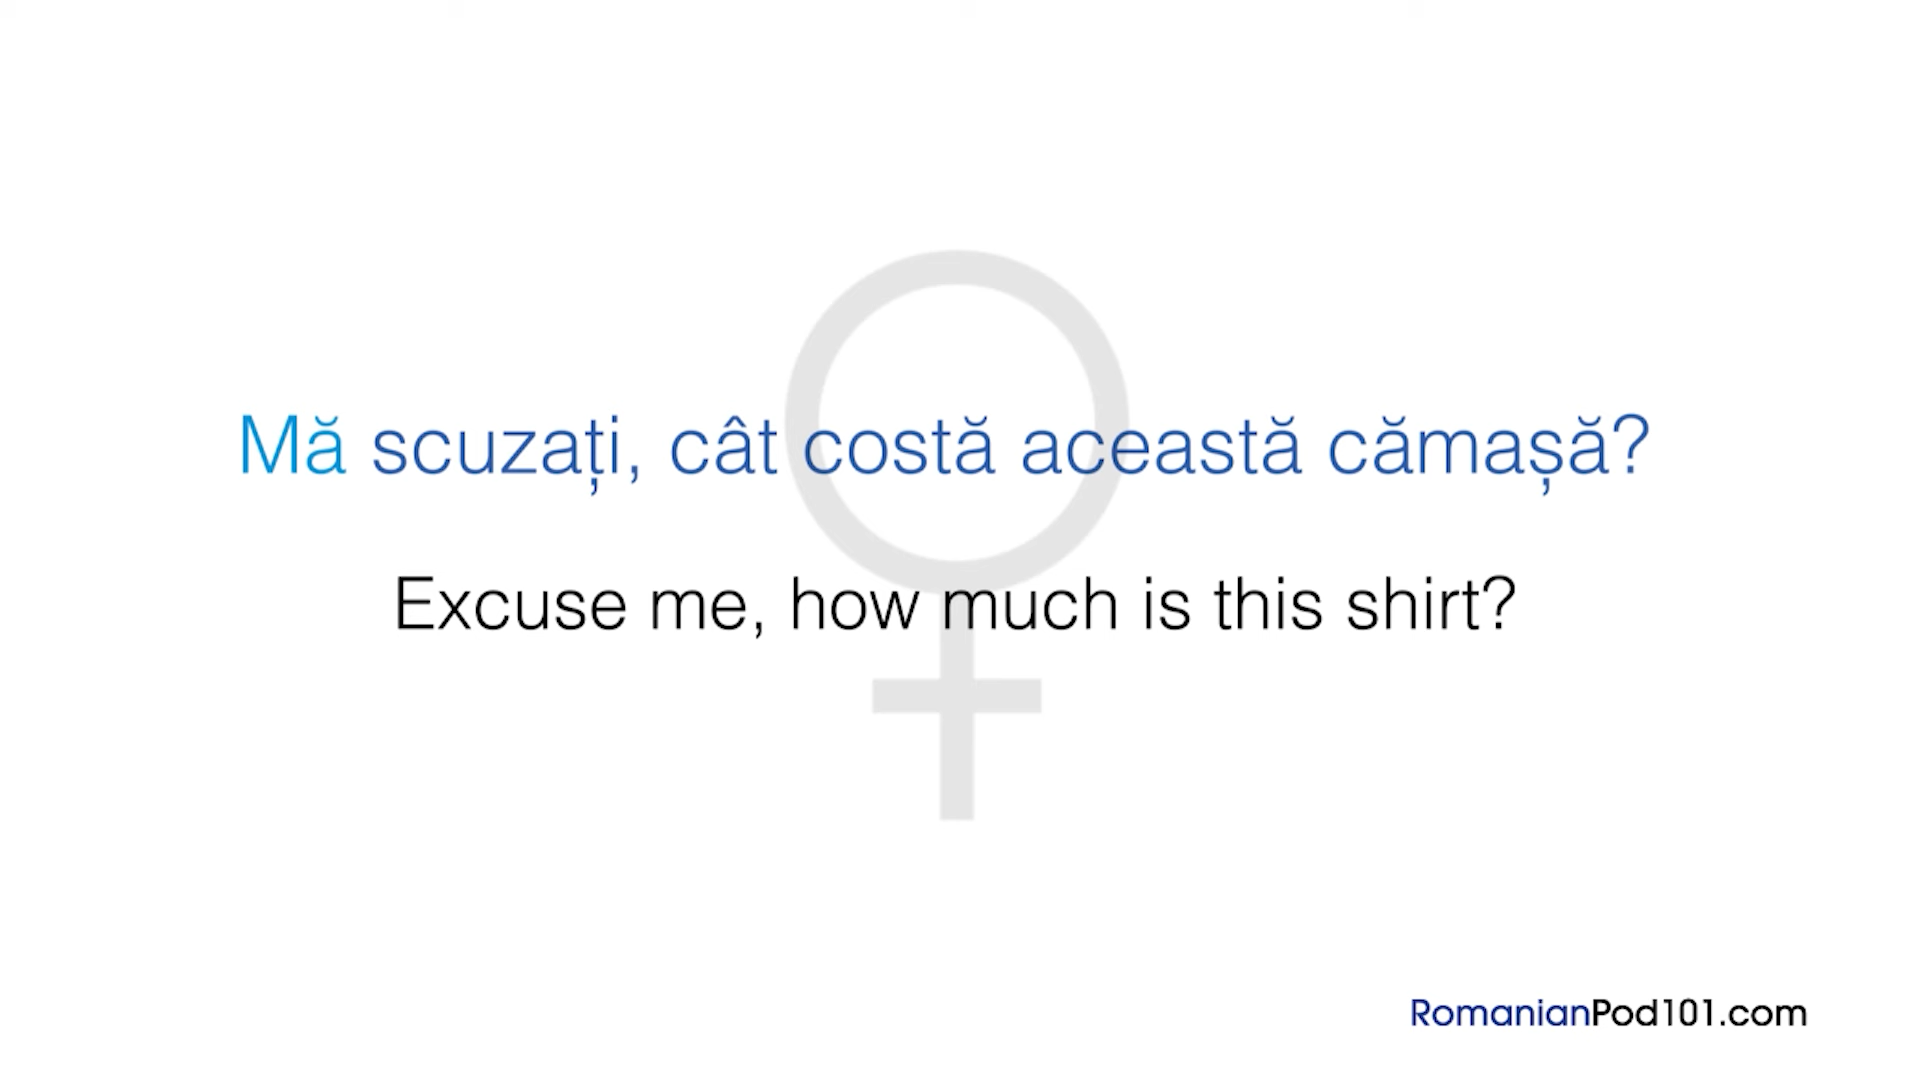 Mă scuzați, cât costă această cămașă?
Excuse me, how much is this shirt?
RomanianPod101.com